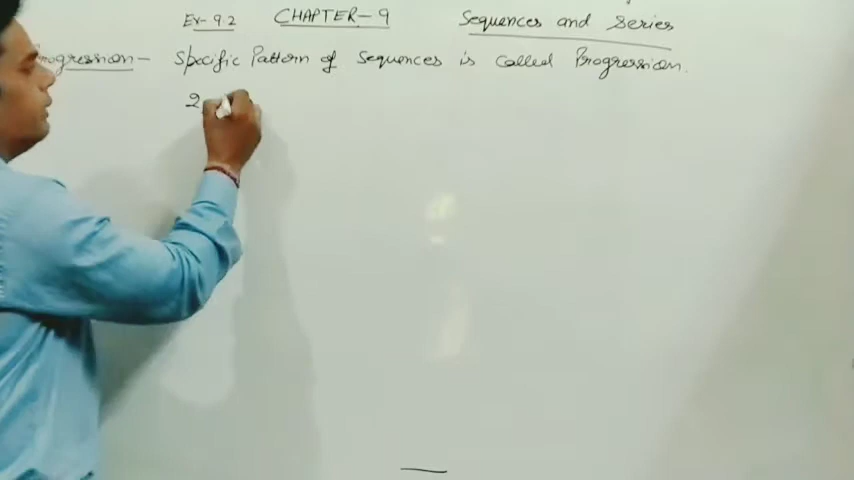 Ex-9.2 CHAPTER-9 Sequences and Series
Progression- Specific Pattern of Sequences is called Progression.
2